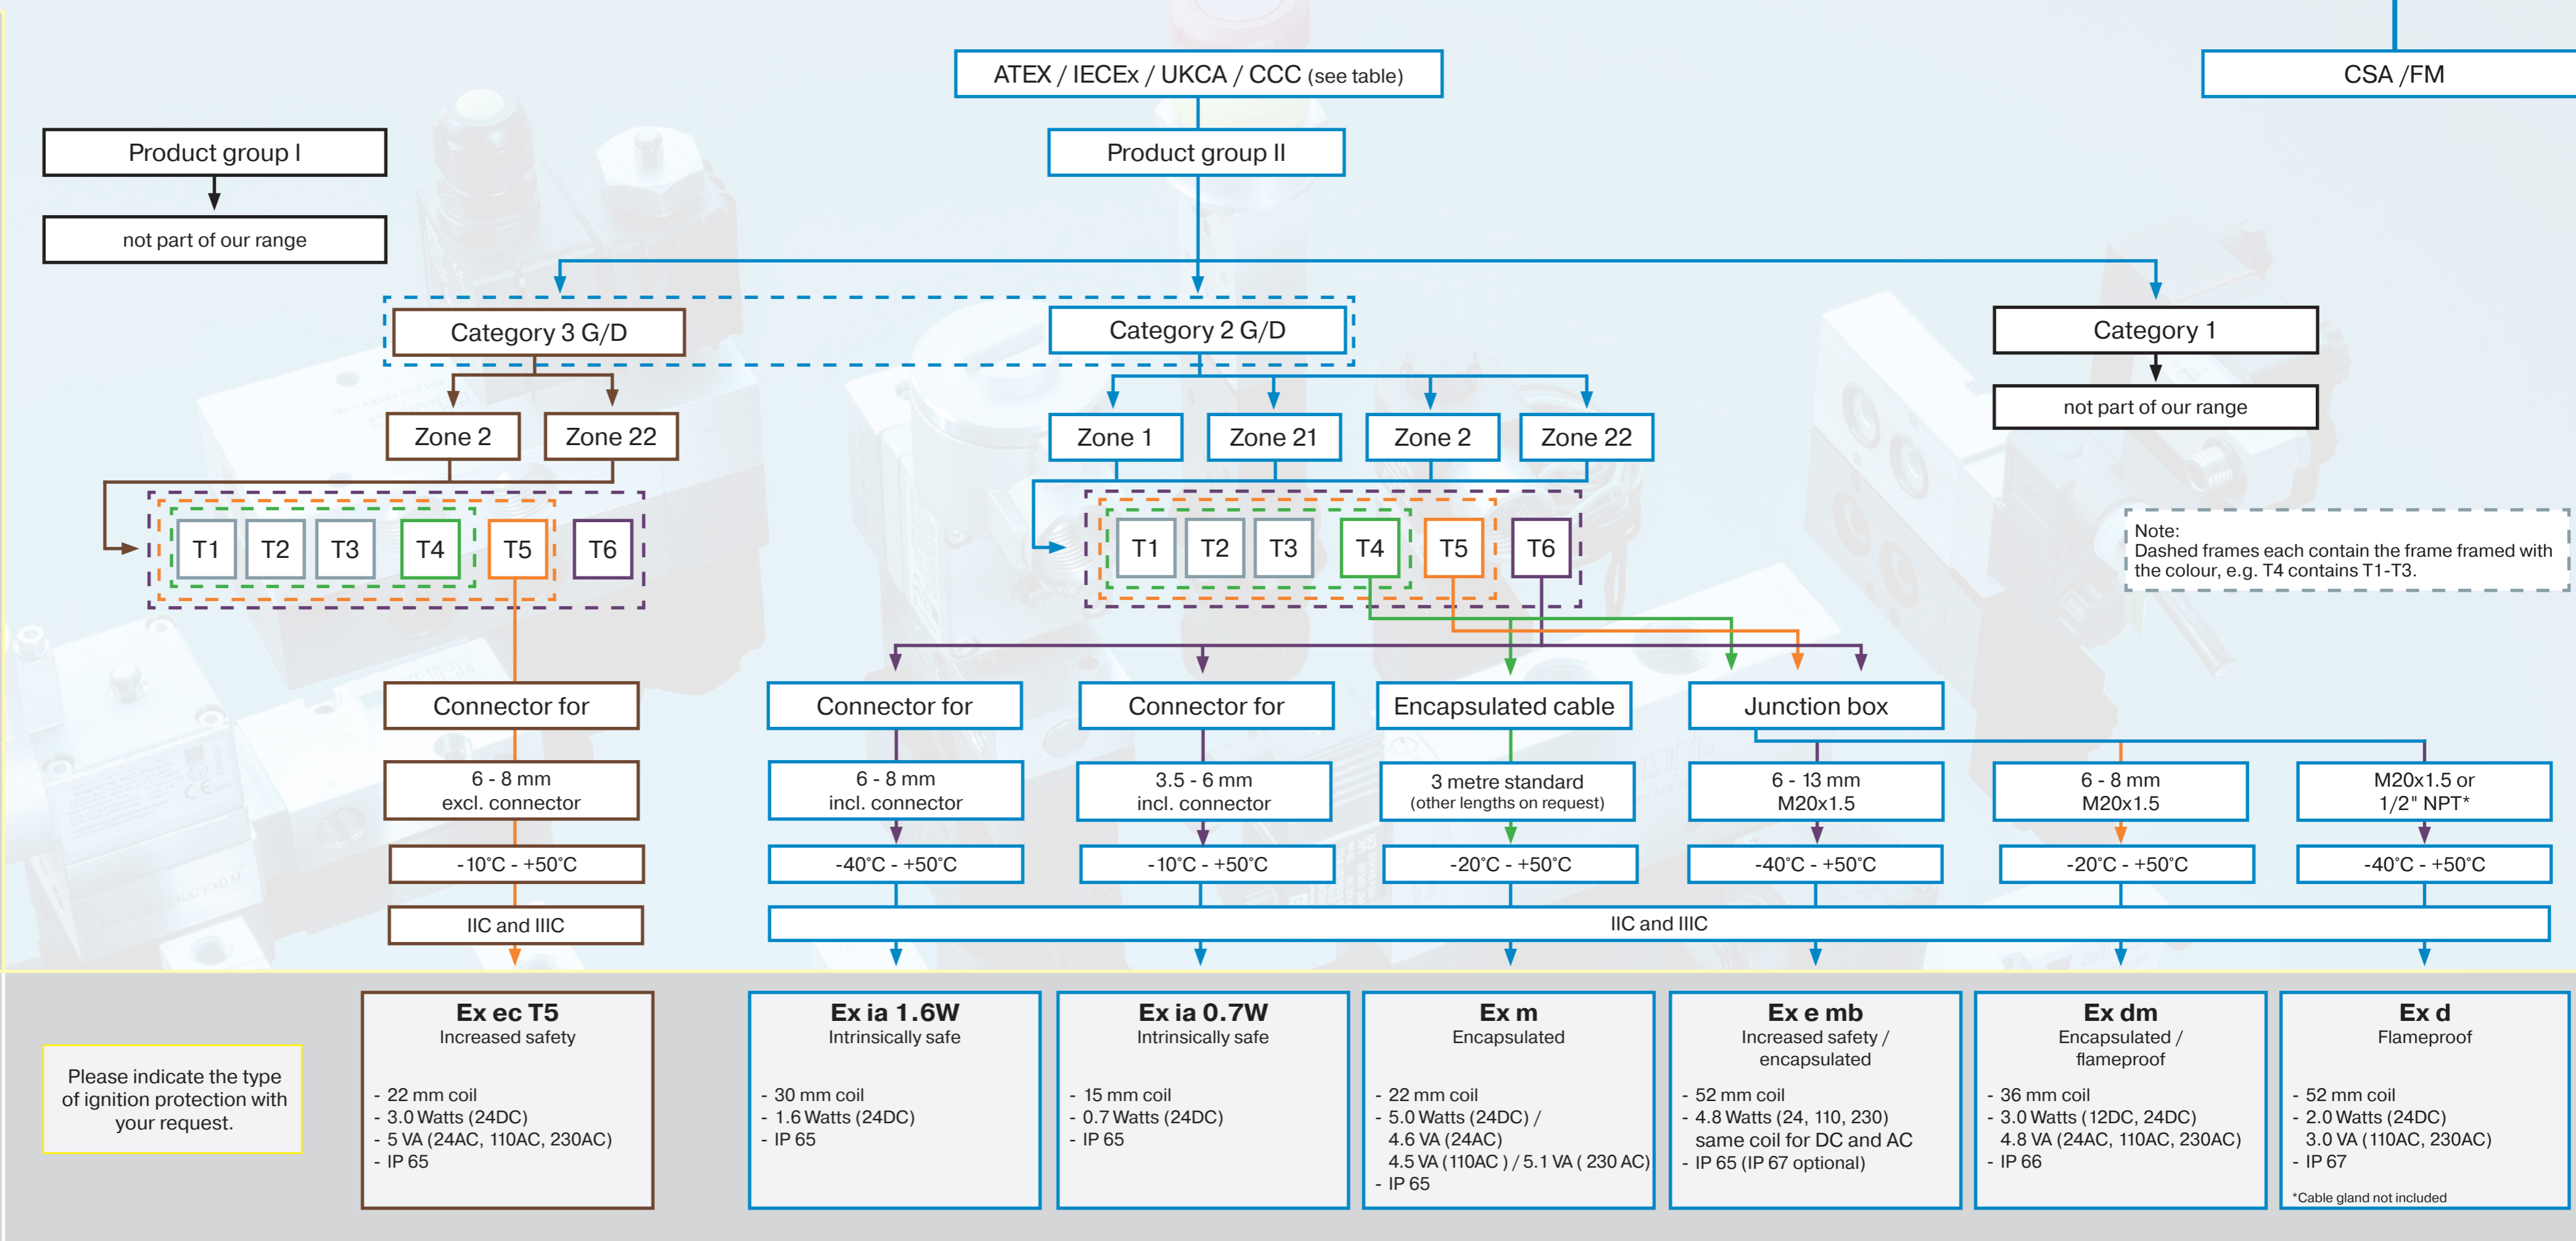 ATEX / IECEx / UKCA / CCC (see table)
CSA /FM
Product group I
Product group II
not part of our range
Category 3 G/D
Category 2 G/D
Category 1
not part of our range
Zone 2
Zone 22
Zone 1
Zone 21
Zone 2
Zone 22
T1
T2
T3
T4
T5
T6
T1
T2
T3
T4
T5
T6
Note:
Dashed frames each contain the frame framed with
the colour, e.g. T4 contains T1-T3.
Connector for
Connector for
Connector for
Encapsulated cable
Junction box
6 - 8 mm
excl. connector
6 - 8 mm
incl. connector
3.5 - 6 mm
incl. connector
3 metre standard
(other lengths on request)
6 - 13 mm
M20x1.5
6 - 8 mm
M20x1.5
M20x1.5 or
1/2" NPT*
-10°C - +50°C
-40°C - +50°C
-10°C - +50°C
-20°C - +50°C
-40°C - +50°C
-20°C - +50°C
-40°C - +50°C
IIC and IIIC
IIC and IIIC
Please indicate the type
of ignition protection with
your request.
Ex ec T5
Increased safety
- 22 mm coil
- 3.0 Watts (24DC)
- 5 VA (24AC, 110AC, 230AC)
- IP 65
Ex ia 1.6W
Intrinsically safe
- 30 mm coil
- 1.6 Watts (24DC)
- IP 65
Ex ia 0.7W
Intrinsically safe
- 15 mm coil
- 0.7 Watts (24DC)
- IP 65
Ex m
Encapsulated
- 22 mm coil
- 5.0 Watts (24DC) /
4.6 VA (24AC)
4.5 VA (110AC ) / 5.1 VA ( 230 AC)
- IP 65
Ex e mb
Increased safety /
encapsulated
- 52 mm coil
- 4.8 Watts (24, 110, 230)
same coil for DC and AC
- IP 65 (IP 67 optional)
Ex dm
Encapsulated /
flameproof
- 36 mm coil
- 3.0 Watts (12DC, 24DC)
4.8 VA (24AC, 110AC, 230AC)
- IP 66
Ex d
Flameproof
- 52 mm coil
- 2.0 Watts (24DC)
3.0 VA (110AC, 230AC)
- IP 67
*Cable gland not included